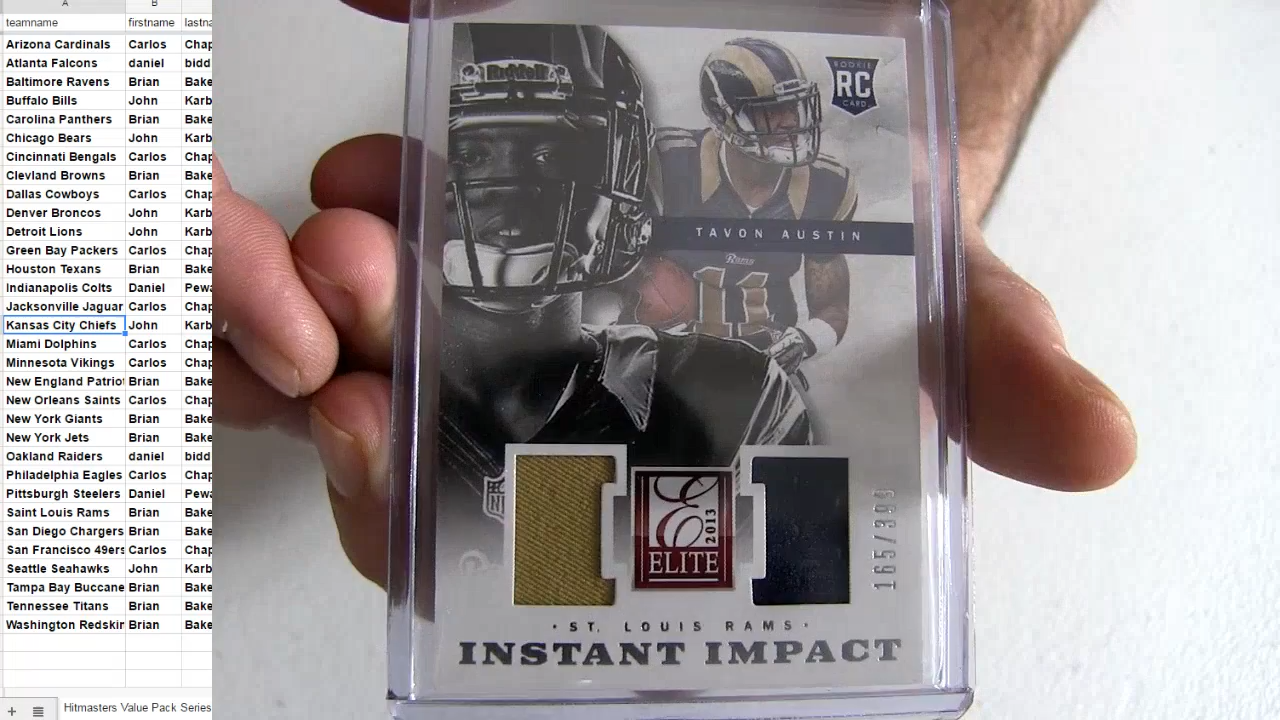 A B
teamname firstname lastna
Arizona Cardinals Carlos Chap
Atlanta Falcons daniel bidd
Baltimore Ravens Brian Bake
Buffalo Bills John Karb
Carolina Panthers Brian Bake
Chicago Bears John Karb
Cincinnati Bengals Carlos Chap
Clevland Browns Brian Bake
Dallas Cowboys Carlos Chap
Denver Broncos John Karb
Detroit Lions John Karb
Green Bay Packers Carlos Chap
Houston Texans Brian Bake
Indianapolis Colts Daniel Pewa
Jacksonville Jaguar Carlos Chap
Kansas City Chiefs John Karb
Miami Dolphins Carlos Chap
Minnesota Vikings Carlos Chap
New England Patriot Brian Bake
New Orleans Saints Carlos Chap
New York Giants Brian Bake
New York Jets Brian Bake
Oakland Raiders daniel bidd
Philadelphia Eagles Carlos Chap
Pittsburgh Steelers Daniel Pewa
Saint Louis Rams Brian Bake
San Diego Chargers Brian Bake
San Francisco 49ers Carlos Chap
Seattle Seahawks John Karb
Tampa Bay Buccane Brian Bake
Tennessee Titans Brian Bake
Washington Redskin Brian Bake
Hitmasters Value Pack Series
Riddell
ROOKIE
RC
CARD
TAVON AUSTIN
Rams
11
E
2013
ELITE
165/399
· ST. LOUIS RAMS ·
INSTANT IMPACT